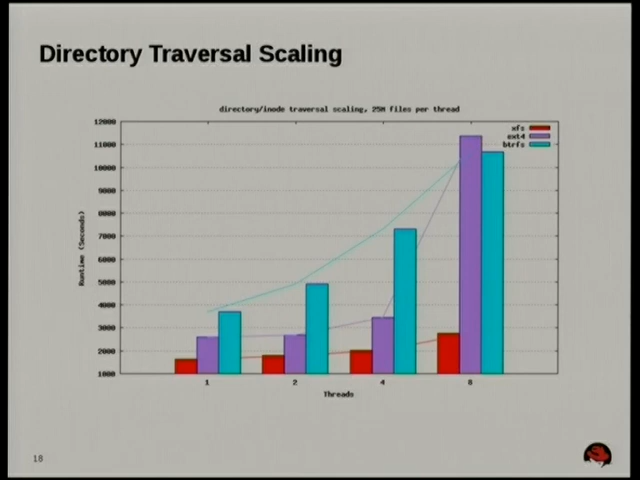 Directory Traversal Scaling
directory/inode traversal scaling, 25M files per thread
xfs
ext4
btrfs
12000
11000
10000
9000
8000
7000
6000
5000
4000
3000
2000
1000
Runtime (Seconds)
1 2 4 8
Threads
18